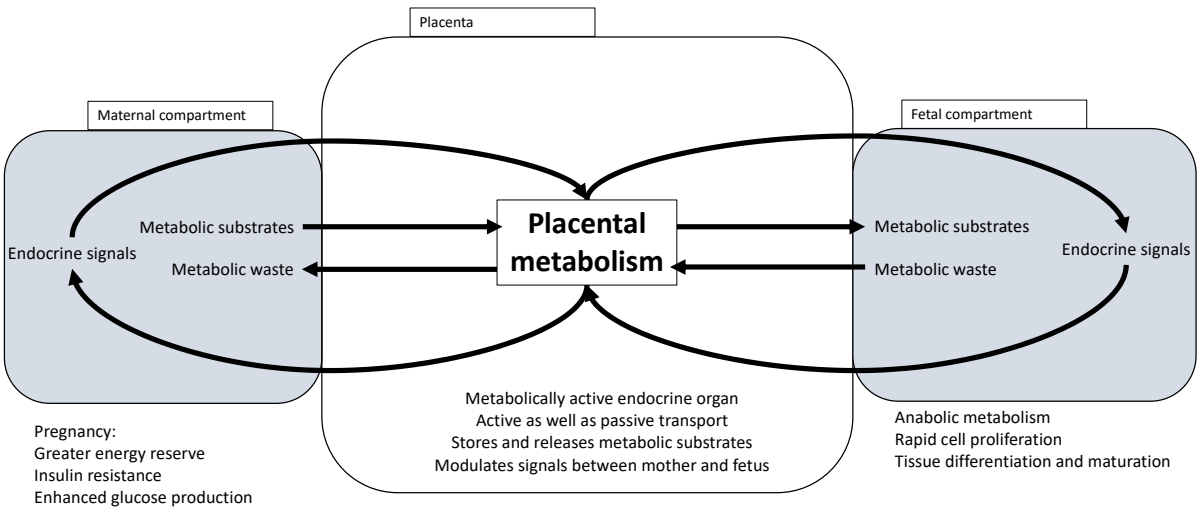 Placenta
Maternal compartment
Fetal compartment
Metabolic substrates
Endocrine signals
Metabolic waste
Placental
metabolism
Metabolic substrates
Endocrine signals
Metabolic waste
Pregnancy:
Greater energy reserve
Insulin resistance
Enhanced glucose production
Metabolically active endocrine organ
Active as well as passive transport
Stores and releases metabolic substrates
Modulates signals between mother and fetus
Anabolic metabolism
Rapid cell proliferation
Tissue differentiation and maturation